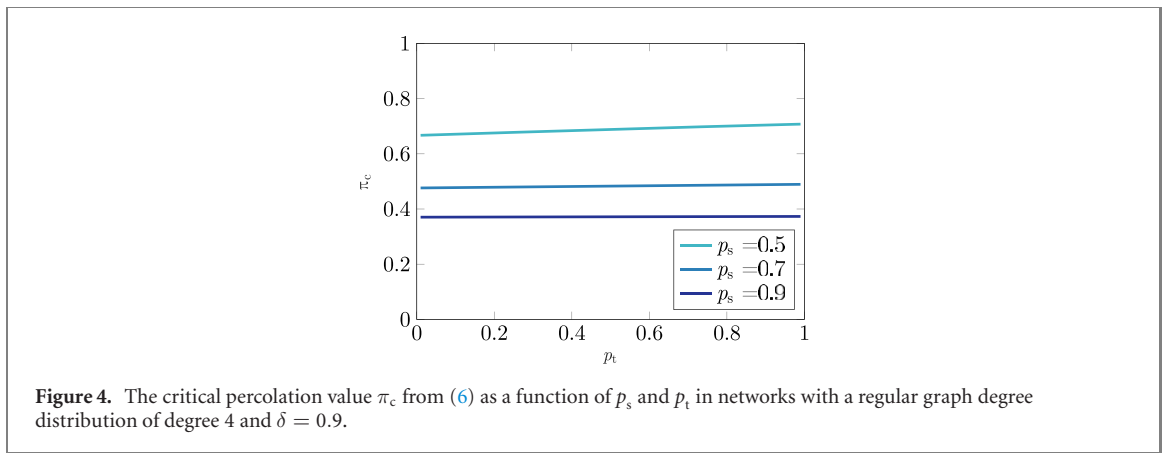 1
0.8
0.6
π_c
0.4
0.2
0
p_s =0.5
p_s =0.7
p_s =0.9
0 0.2 0.4 0.6 0.8 1
p_t
Figure 4. The critical percolation value π_c from (6) as a function of p_s and p_t in networks with a regular graph degree
distribution of degree 4 and δ = 0.9.